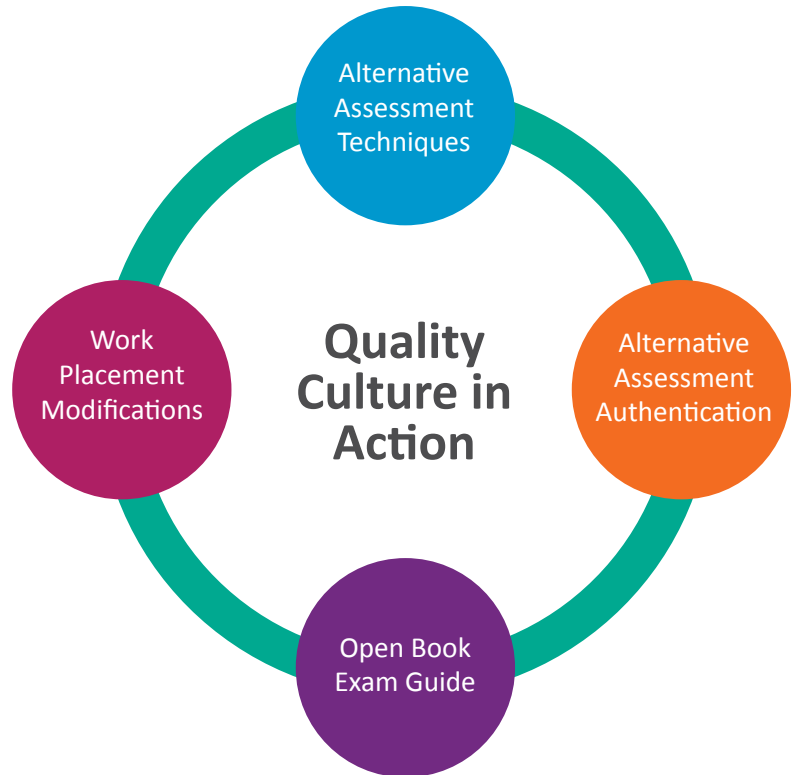 Alternative
Assessment
Techniques
Work
Placement
Modifications
Quality
Culture in
Action
Alternative
Assessment
Authentication
Open Book
Exam Guide